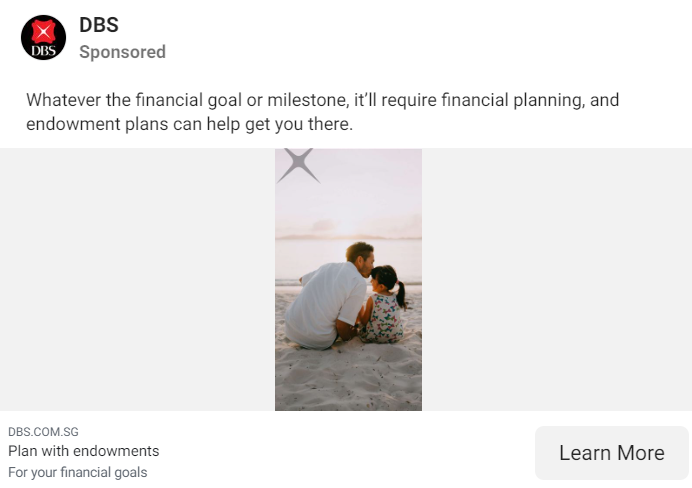 DBS
DBS
Sponsored
Whatever the financial goal or milestone, it’ll require financial planning, and
endowment plans can help get you there.
DBS.COM.SG
Plan with endowments
For your financial goals
Learn More